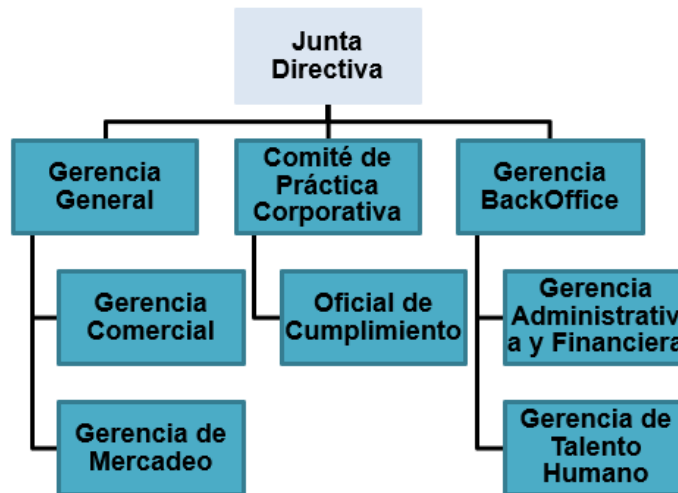 Junta
Directiva
Gerencia
General
Comité de
Práctica
Corporativa
Gerencia
BackOffice
Gerencia
Comercial
Oficial de
Cumplimiento
Gerencia
Administrativ
a y Financiera
Gerencia de
Mercadeo
Gerencia de
Talento
Humano